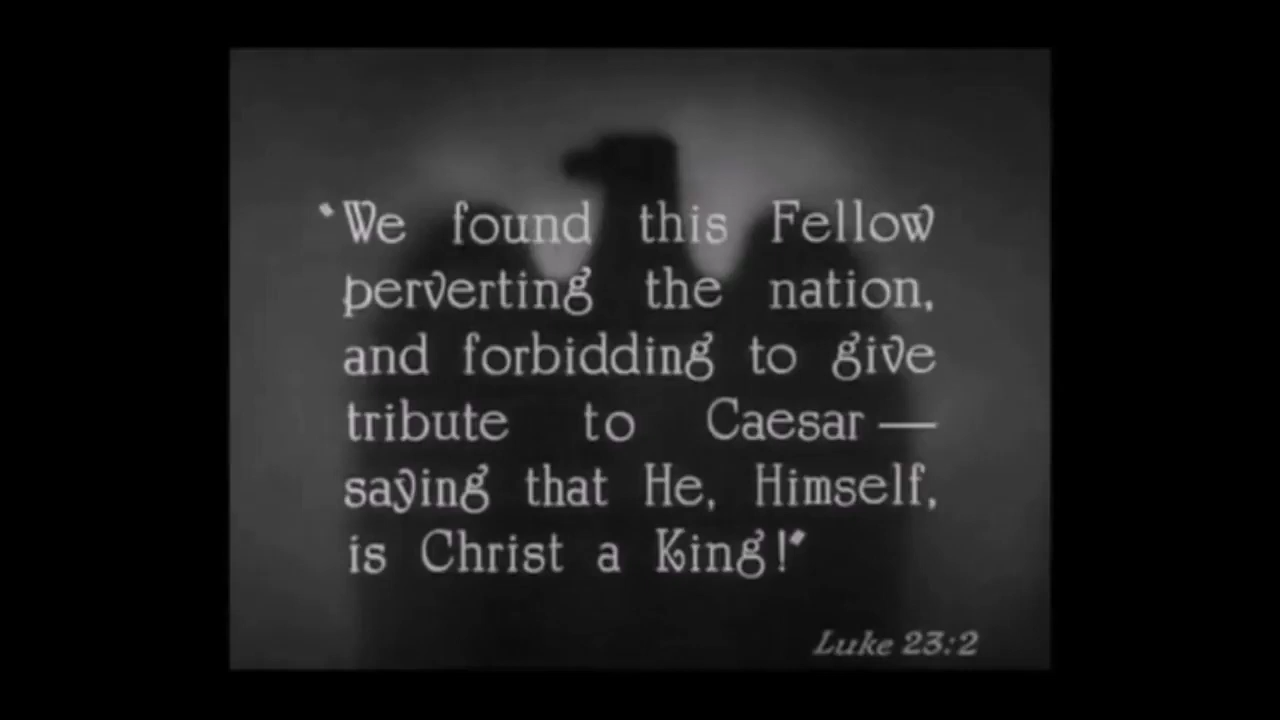 "We found this Fellow
perverting the nation,
and forbidding to give
tribute to Caesar —
saying that He, Himself,
is Christ a King!"
Luke 23:2